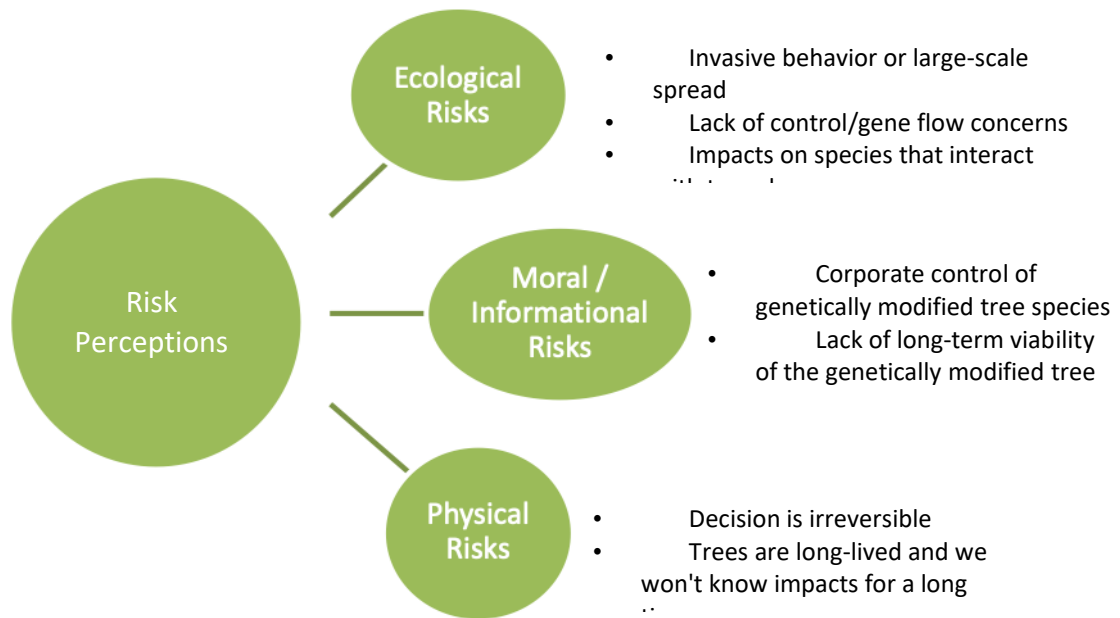 Risk
Perceptions
Ecological
Risks
• Invasive behavior or large-scale
spread
• Lack of control/gene flow concerns
• Impacts on species that interact
Moral /
Informational
Risks
• Corporate control of
genetically modified tree species
• Lack of long-term viability
of the genetically modified tree
Physical
Risks
• Decision is irreversible
• Trees are long-lived and we
won't know impacts for a long